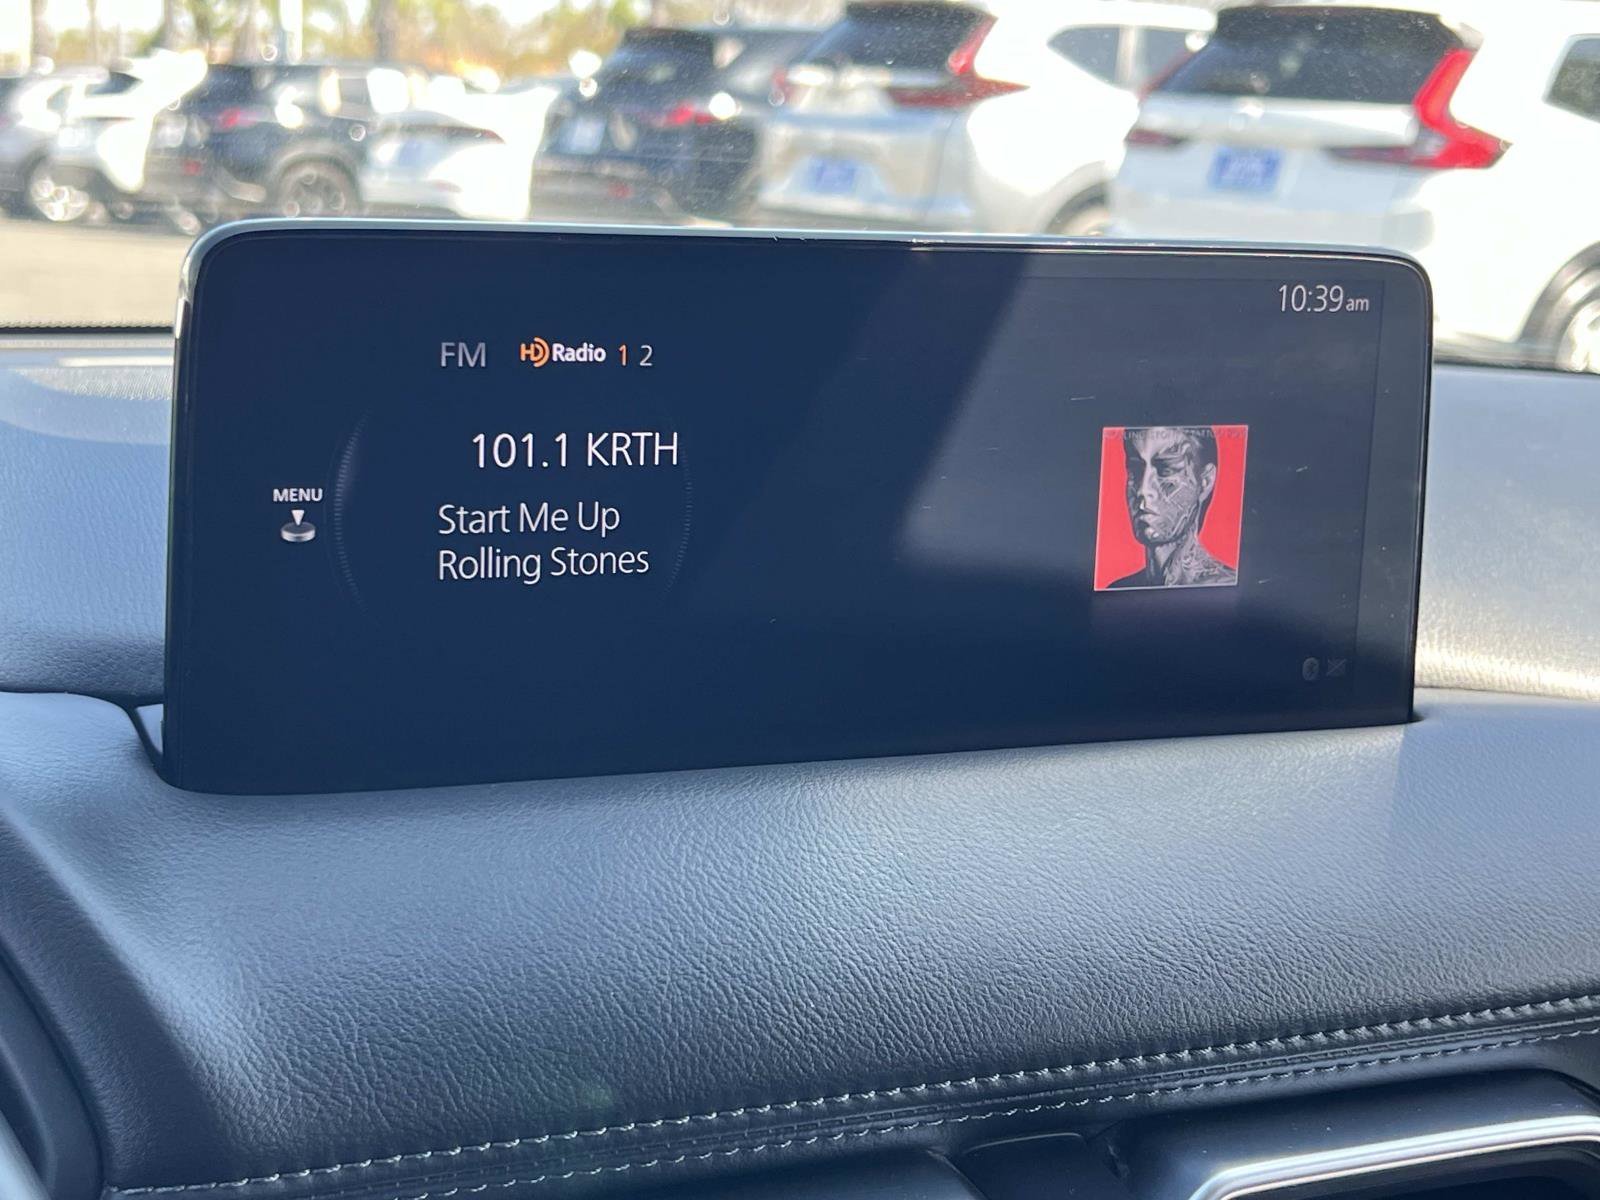 10:39am
FM HD Radio 1 2
101.1 KRTH
MENU
Start Me Up
Rolling Stones